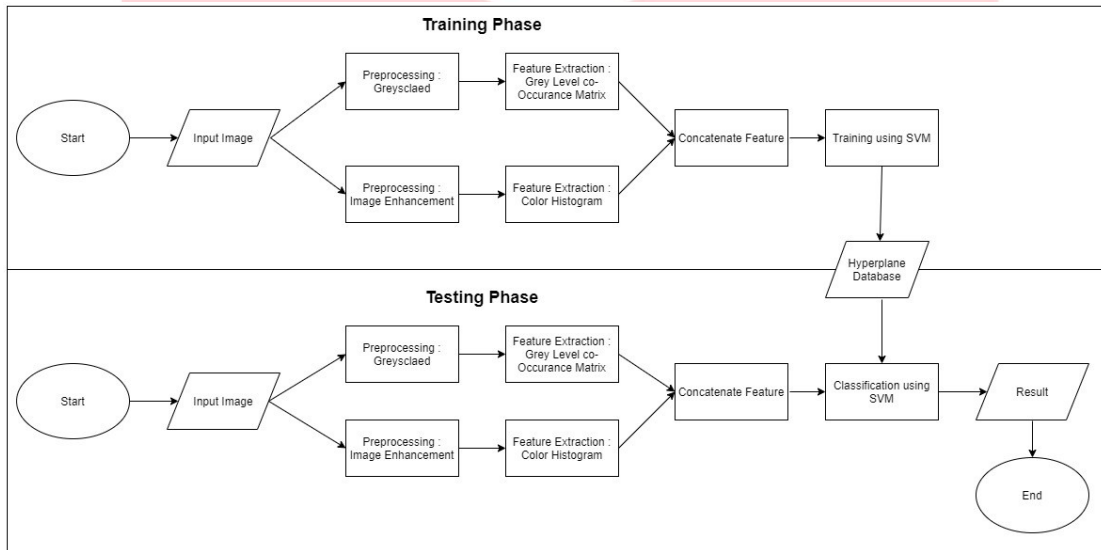 Training Phase
Start
Input Image
Preprocessing :
Greysclaed
Feature Extraction :
Grey Level co-
Occurance Matrix
Preprocessing :
Image Enhancement
Feature Extraction :
Color Histogram
Concatenate Feature
Training using SVM
Hyperplane
Database
Testing Phase
Start
Input Image
Preprocessing :
Greysclaed
Feature Extraction :
Grey Level co-
Occurance Matrix
Preprocessing :
Image Enhancement
Feature Extraction :
Color Histogram
Concatenate Feature
Classification using
SVM
Result
End